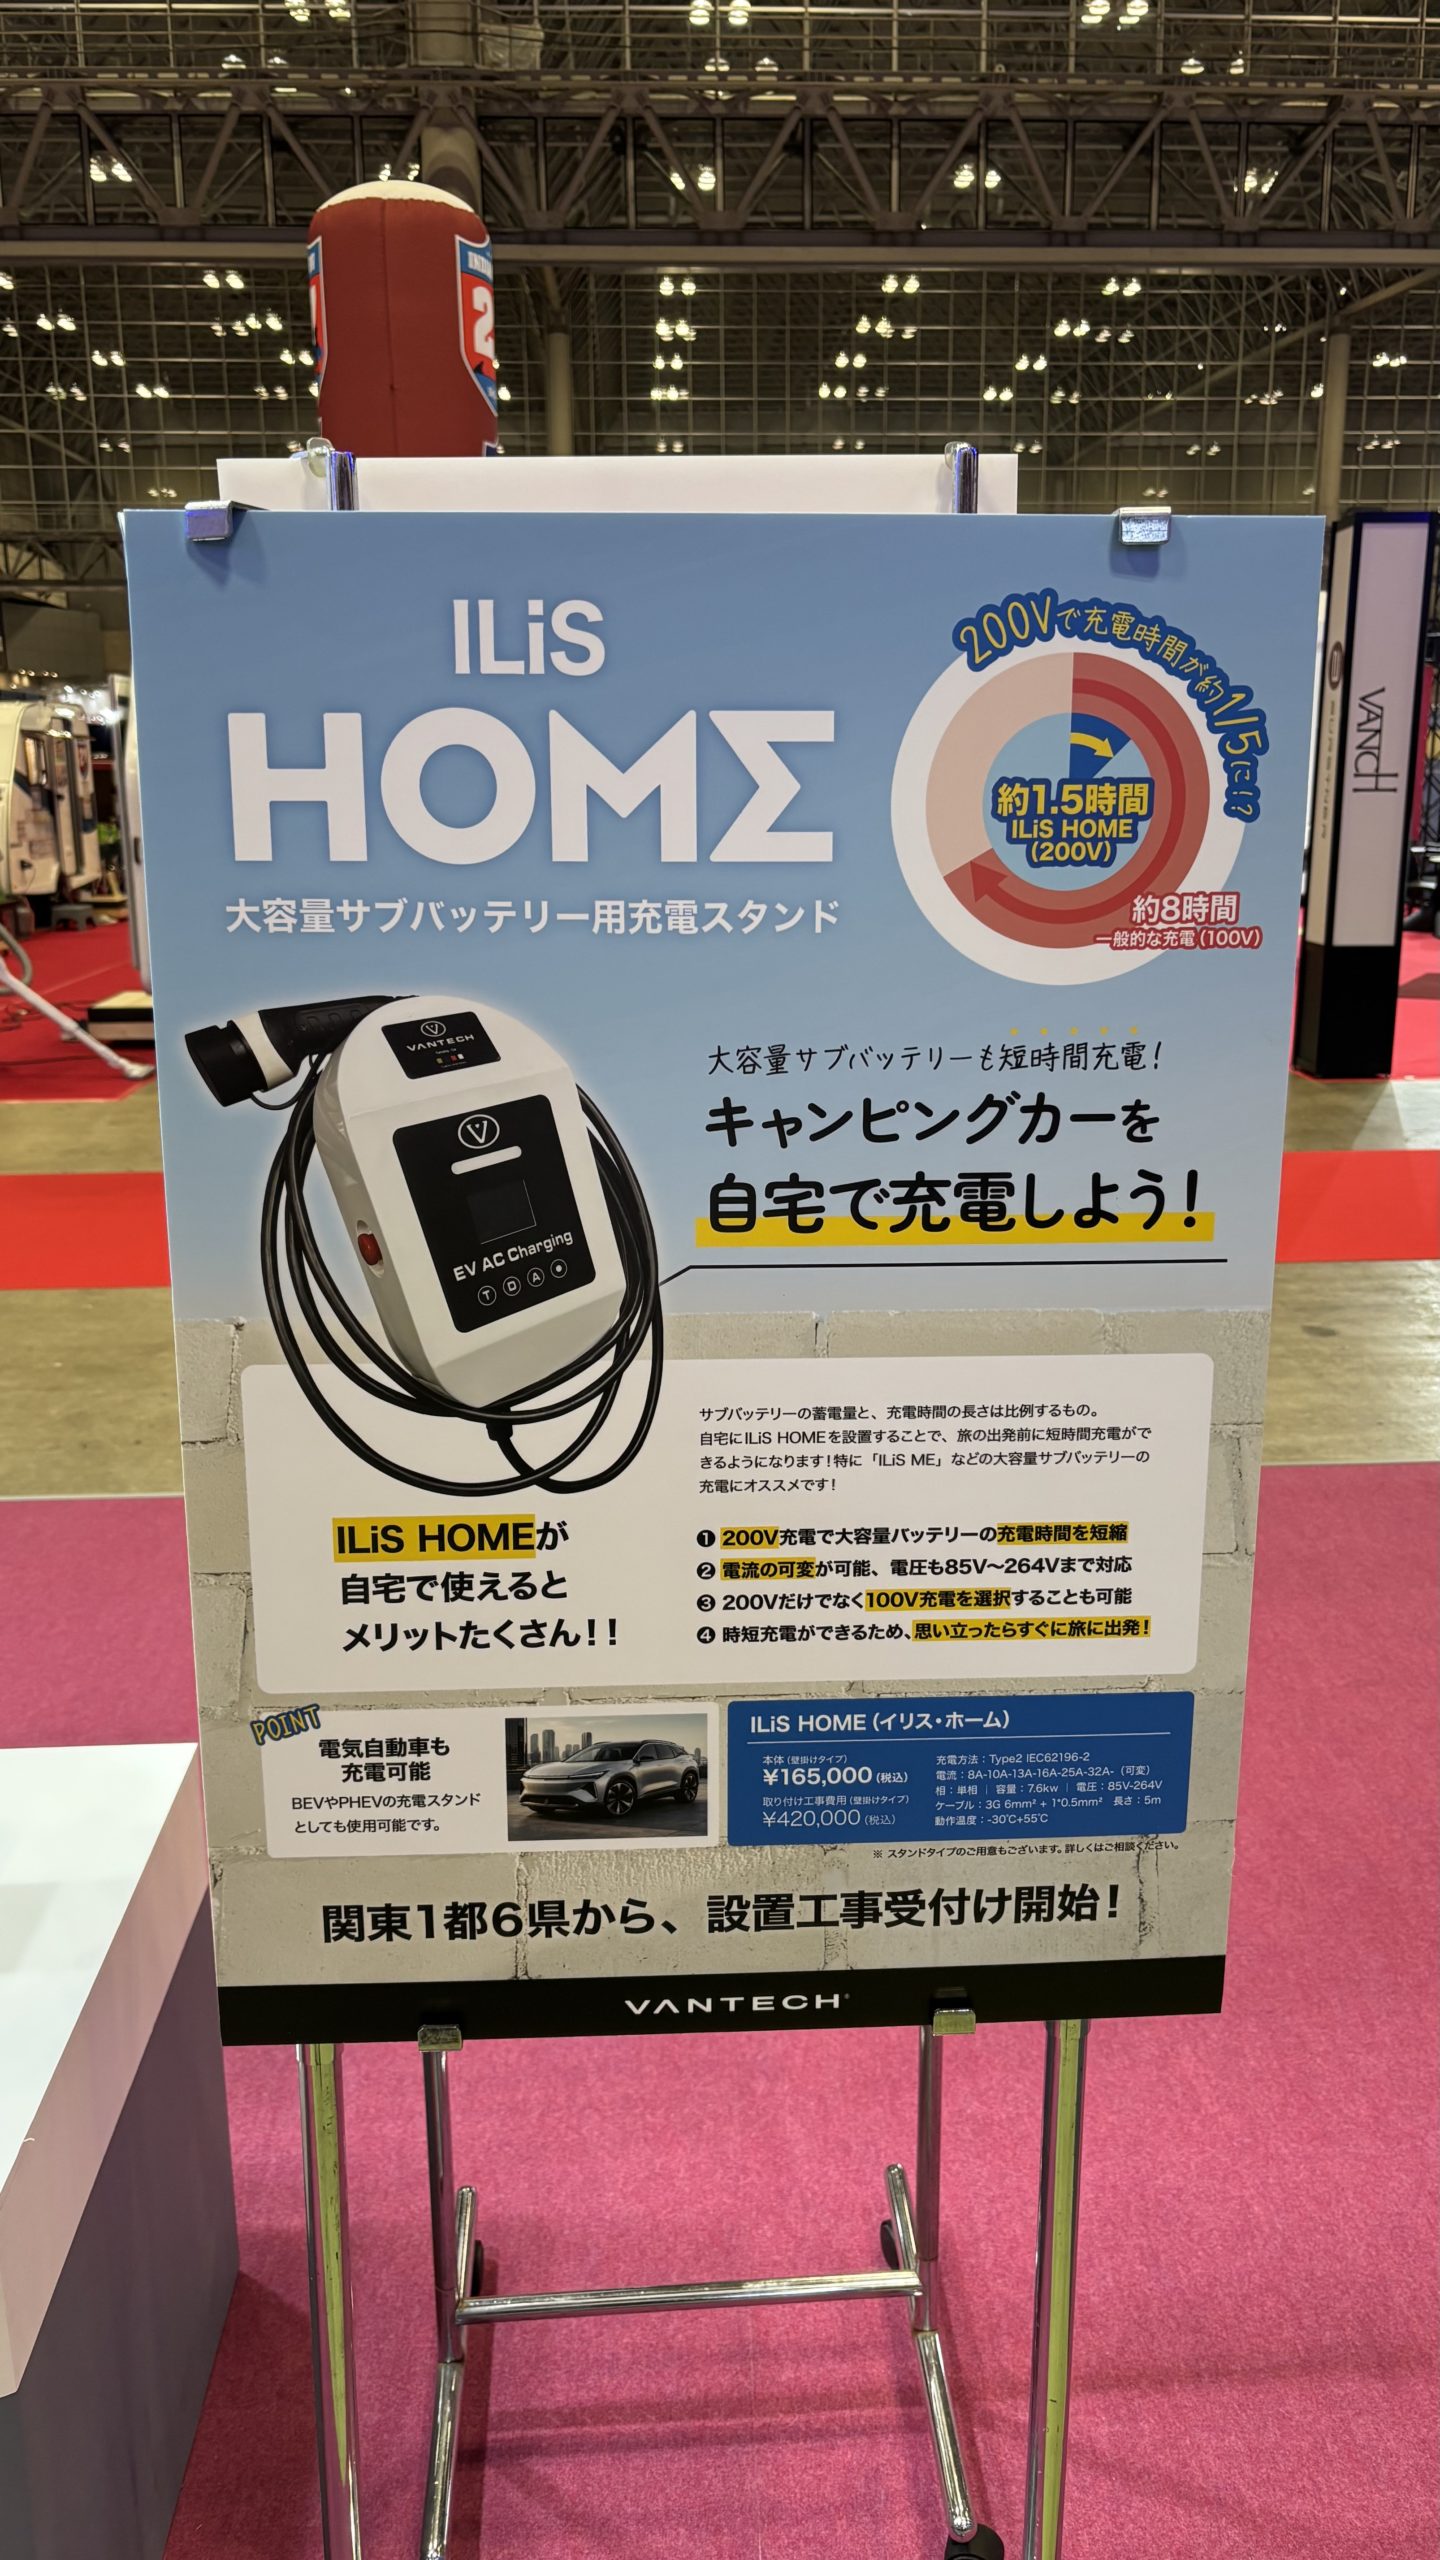 ILiS
HOME
大容量サブバッテリー用充電スタンド
200Vで充電時間が約1/5に!?
約1.5時間
ILiS HOME
(200V)
約8時間
一般的な充電(100V)
VANTECH
EV AC Charging
T D A
大容量サブバッテリーも短時間充電!
キャンピングカーを
自宅で充電しよう!
サブバッテリーの蓄電量と、充電時間の長さは比例するもの。
自宅にILiS HOMEを設置することで、旅の出発前に短時間充電がで
きるようになります!特に「ILiS ME」などの大容量サブバッテリーの
充電にオススメです!
ILiS HOMEが
自宅で使えると
メリットたくさん!!
❶ 200V充電で大容量バッテリーの充電時間を短縮
❷ 電流の可変が可能、電圧も85V〜264Vまで対応
❸ 200Vだけでなく100V充電を選択することも可能
❹ 時短充電ができるため、思い立ったらすぐに旅に出発!
POINT
電気自動車も
充電可能
BEVやPHEVの充電スタンド
としても使用可能です。
ILiS HOME(イリス・ホーム)
本体(壁掛けタイプ)
¥165,000(税込)
取り付け工事費用(壁掛けタイプ)
¥420,000(税込)
充電方法:Type2 IEC62196-2
電流:8A-10A-13A-16A-25A-32A-(可変)
相:単相 | 容量:7.6kw | 電圧:85V-264V
ケーブル:3G 6mm² + 1*0.5mm² 長さ:5m
動作温度:-30℃+55℃
※ スタンドタイプのご用意もございます。詳しくはご相談ください。
関東1都6県から、設置工事受付け開始!
VANTECH
2
BÜRSTNER